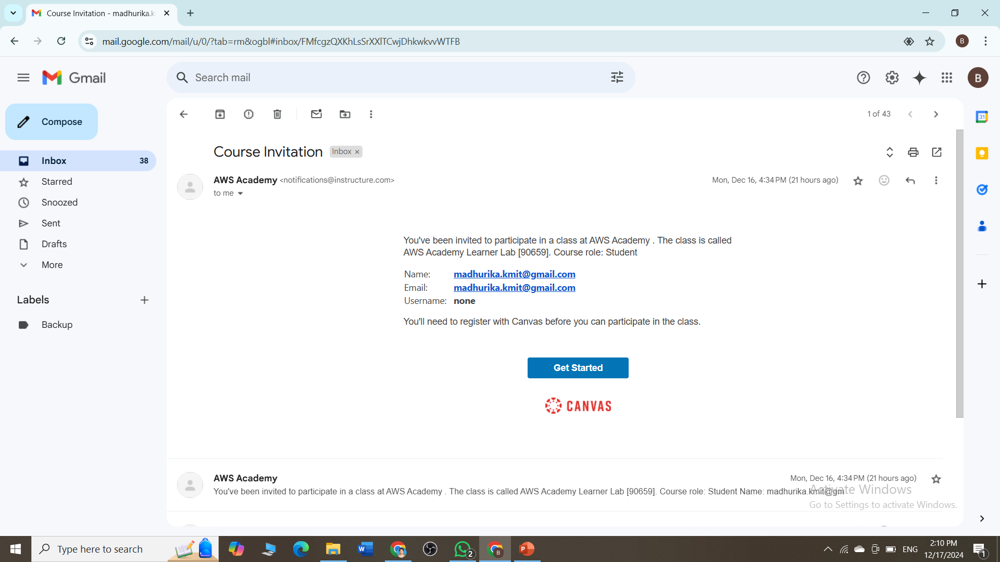 Course Invitation - madhurika.k
mail.google.com/mail/u/0/?tab=rm&ogbl#inbox/FMfcgzQXKhLsSrXXlTCwjDhkwkvvWTFB
B
Gmail
Search mail
B
Compose
1 of 43
Inbox 38
Starred
Snoozed
Sent
Drafts
More
Labels
Backup
31
Course Invitation Inbox ×
AWS Academy <notifications@instructure.com>
Mon, Dec 16, 4:34 PM (21 hours ago)
to me
You've been invited to participate in a class at AWS Academy . The class is called
AWS Academy Learner Lab [90659]. Course role: Student
Name: madhurika.kmit@gmail.com
Email: madhurika.kmit@gmail.com
Username: none
You'll need to register with Canvas before you can participate in the class.
Get Started
CANVAS
AWS Academy
Mon, Dec 16, 4:34 PM (21 hours ago)
You've been invited to participate in a class at AWS Academy . The class is called AWS Academy Learner Lab [90659]. Course role: Student Name: madhurika.kmit@gm
Activate Windows
Go to Settings to activate Windows.
Type here to search
W
2
B
P
ENG
2:10 PM
12/17/2024
1